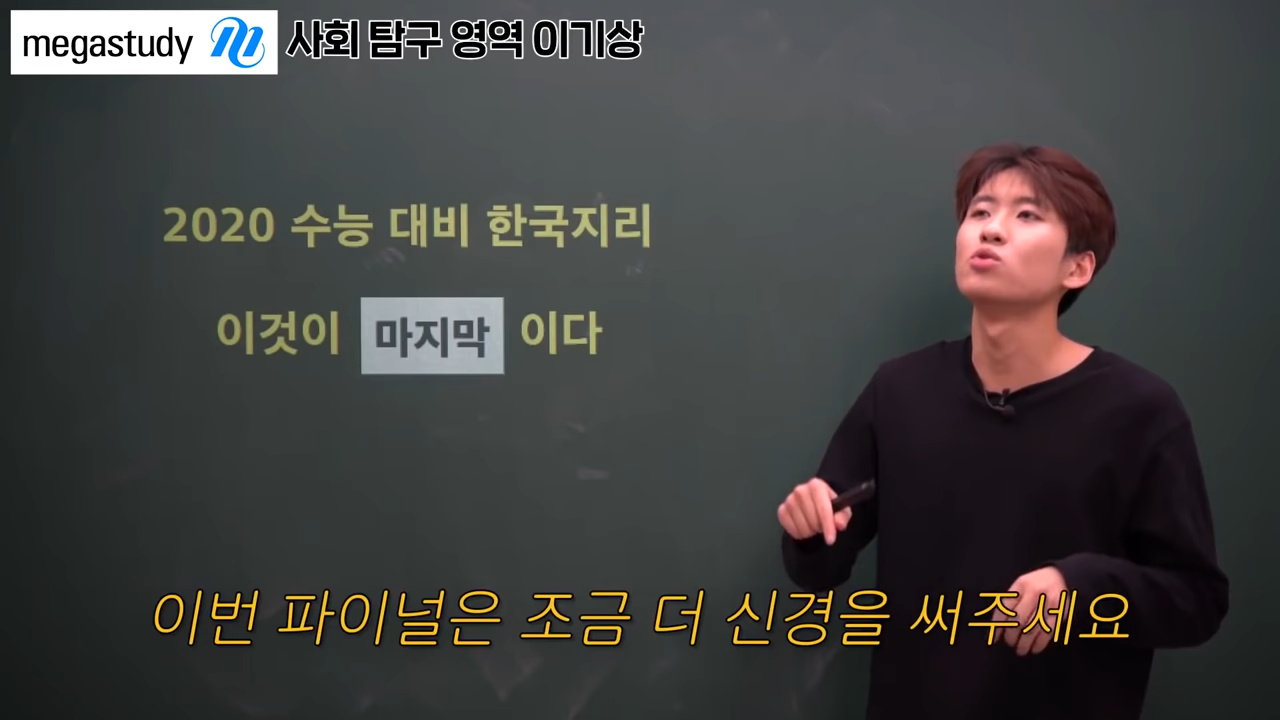 megastudy 사회 탐구 영역 이기상
2020 수능 대비 한국지리
이것이 마지막 이다
이번 파이널은 조금 더 신경을 써주세요